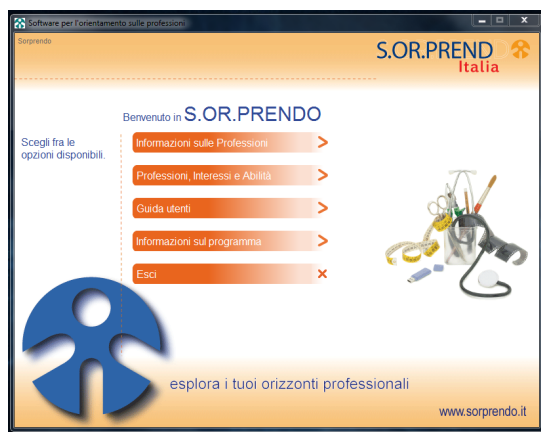 Software per l'orientamento sulle professioni
Sorprendo
S.OR.PRENDO
Italia
Benvenuto in S.OR.PRENDO
Scegli fra le
opzioni disponibili.
Informazioni sulle Professioni
Professioni, Interessi e Abilità
Guida utenti
Informazioni sul programma
Esci
esplora i tuoi orizzonti professionali
www.sorprendo.it